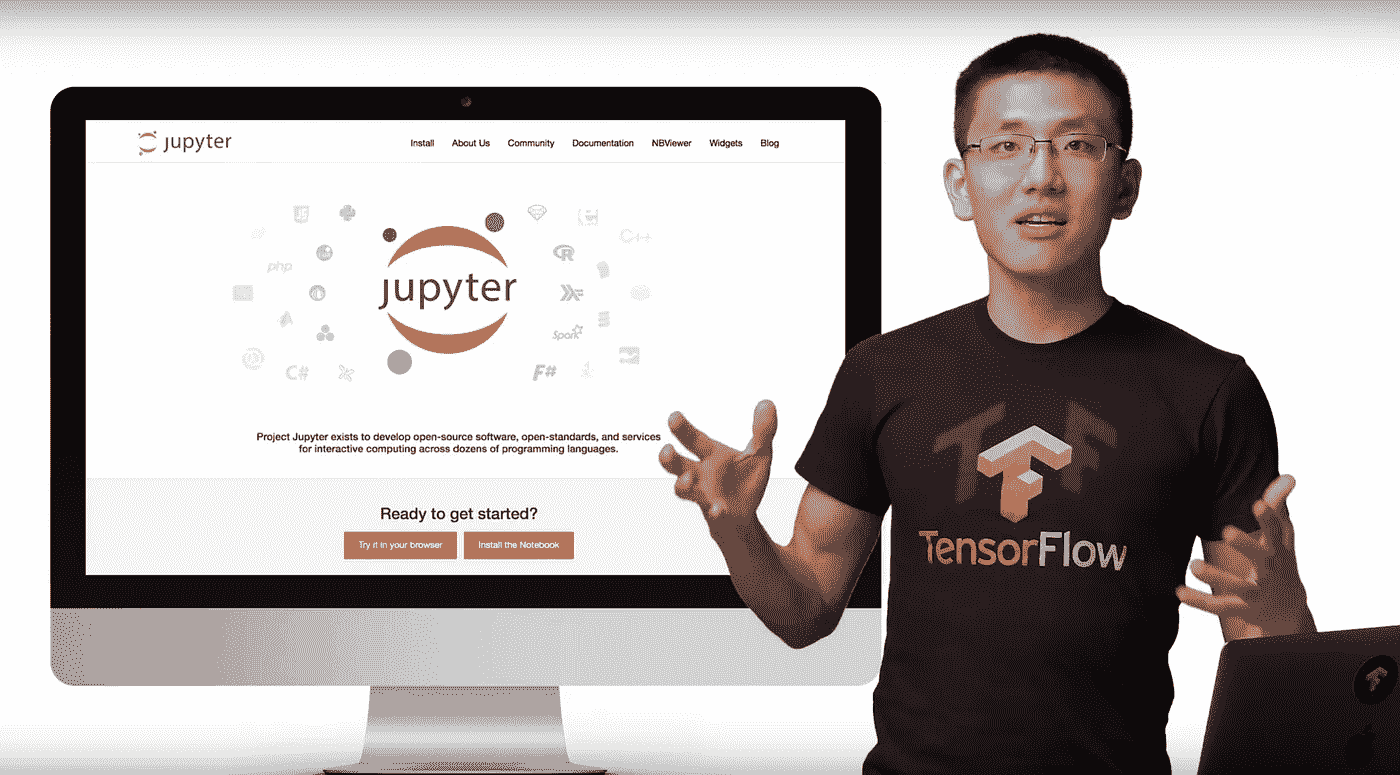 jupyter
Install About Us Community Documentation NBViewer Widgets Blog
php
C++
R
jupyter
Spark
C#
F#
Project Jupyter exists to develop open-source software, open-standards, and services
for interactive computing across dozens of programming languages.
Ready to get started?
Try it in your browser Install the Notebook
TensorFlow